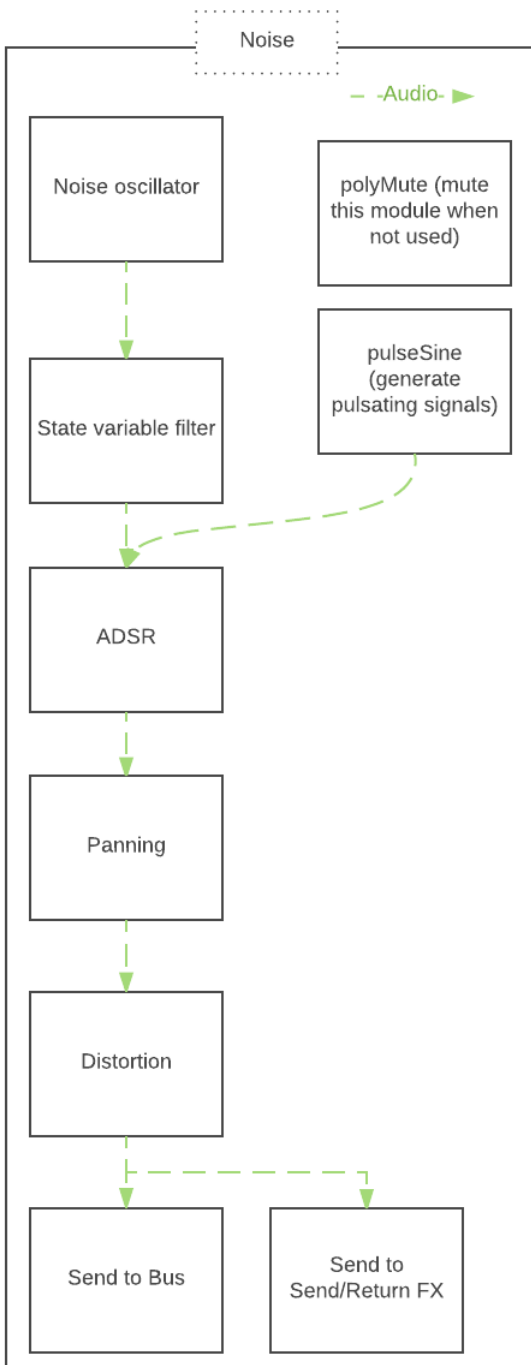 Noise
Audio
Noise oscillator
polyMute (mute
this module when
not used)
pulseSine
(generate
pulsating signals)
State variable filter
ADSR
Panning
Distortion
Send to Bus
Send to
Send/Return FX